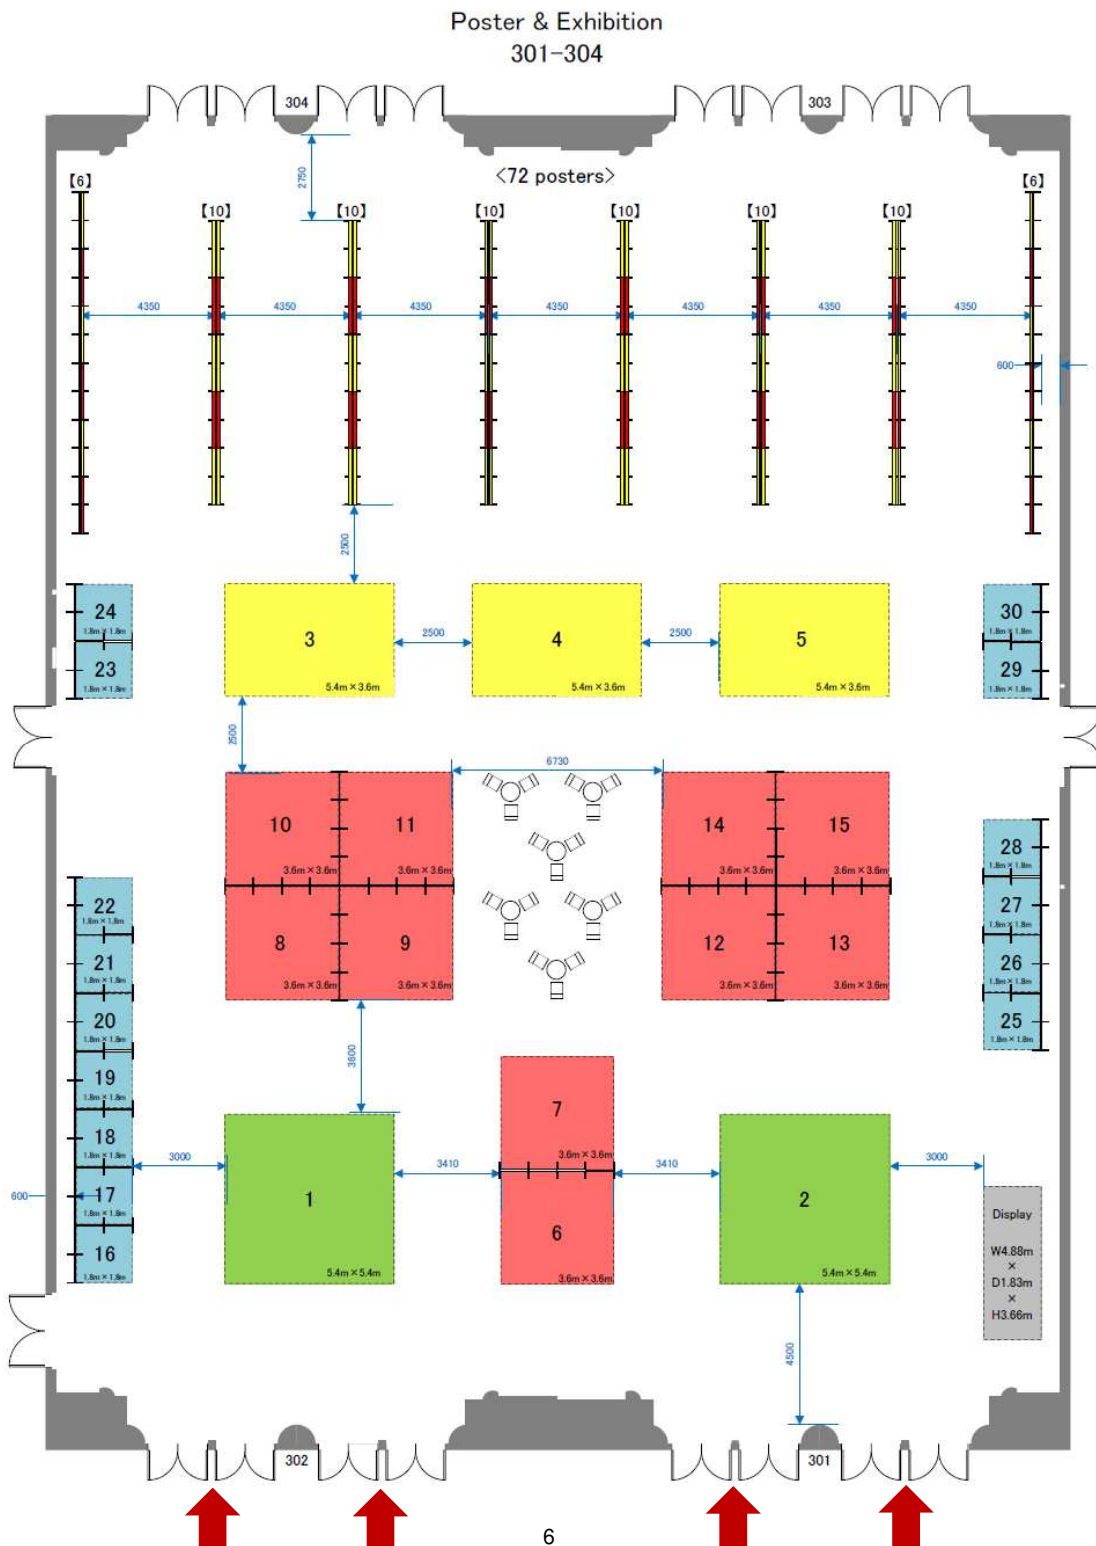 Poster & Exhibition
301-304
304
303
2750
<72 posters>
【6】
【6】
【10】
【10】
【10】
【10】
【10】
【10】
4350
4350
4350
4350
4350
4350
4350
600
2500
24
1.8m×1.8m
23
1.8m×1.8m
3
5.4m×3.6m
2500
4
5.4m×3.6m
2500
5
5.4m×3.6m
30
1.8m×1.8m
29
1.8m×1.8m
2500
6730
10
3.6m×3.6m
11
3.6m×3.6m
14
3.6m×3.6m
15
3.6m×3.6m
8
3.6m×3.6m
9
3.6m×3.6m
12
3.6m×3.6m
13
3.6m×3.6m
28
1.8m×1.8m
27
1.8m×1.8m
26
1.8m×1.8m
25
1.8m×1.8m
22
1.8m×1.8m
21
1.8m×1.8m
20
1.8m×1.8m
19
1.8m×1.8m
18
1.8m×1.8m
17
1.8m×1.8m
16
1.8m×1.8m
600
3000
1
5.4m×5.4m
3410
7
3.6m×3.6m
6
3.6m×3.6m
3410
2
5.4m×5.4m
3000
Display
W4.88m
×
D1.83m
×
H3.66m
4500
302
301
6